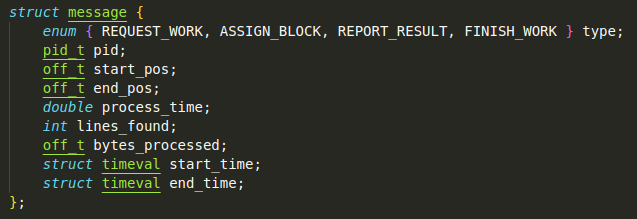 struct message {
    enum { REQUEST_WORK, ASSIGN_BLOCK, REPORT_RESULT, FINISH_WORK } type;
    pid_t pid;
    off_t start_pos;
    off_t end_pos;
    double process_time;
    int lines_found;
    off_t bytes_processed;
    struct timeval start_time;
    struct timeval end_time;
};